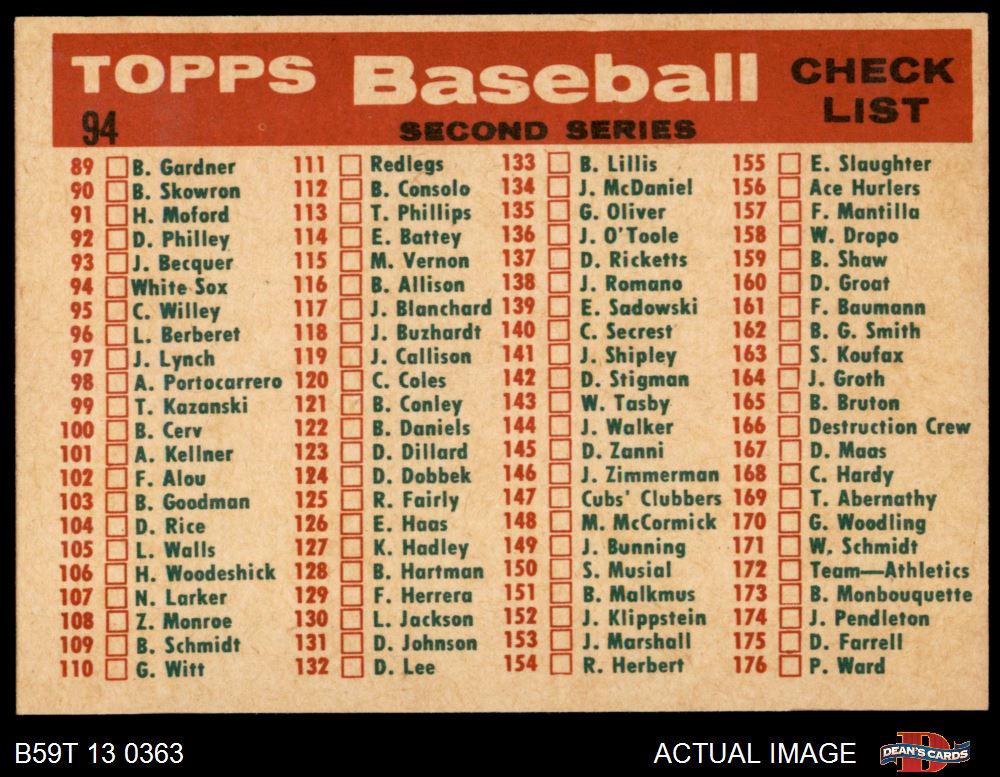 TOPPS Baseball CHECK LIST
94 SECOND SERIES
89 B. Gardner
90 B. Skowron
91 H. Moford
92 D. Philley
93 J. Becquer
94 White Sox
95 C. Willey
96 L. Berberet
97 J. Lynch
98 A. Portocarrero
99 T. Kazanski
100 B. Cerv
101 A. Kellner
102 F. Alou
103 B. Goodman
104 D. Rice
105 L. Walls
106 H. Woodeshick
107 N. Larker
108 Z. Monroe
109 B. Schmidt
110 G. Witt
111 Redlegs
112 B. Consolo
113 T. Phillips
114 E. Battey
115 M. Vernon
116 B. Allison
117 J. Blanchard
118 J. Buzhardt
119 J. Callison
120 C. Coles
121 B. Conley
122 B. Daniels
123 D. Dillard
124 D. Dobbek
125 R. Fairly
126 E. Haas
127 K. Hadley
128 B. Hartman
129 F. Herrera
130 L. Jackson
131 D. Johnson
132 D. Lee
133 B. Lillis
134 J. McDaniel
135 G. Oliver
136 J. O'Toole
137 D. Ricketts
138 J. Romano
139 E. Sadowski
140 C. Secrest
141 J. Shipley
142 D. Stigman
143 W. Tasby
144 J. Walker
145 D. Zanni
146 J. Zimmerman
147 Cubs' Clubbers
148 M. McCormick
149 J. Bunning
150 S. Musial
151 B. Malkmus
152 J. Klippstein
153 J. Marshall
154 R. Herbert
155 E. Slaughter
156 Ace Hurlers
157 F. Mantilla
158 W. Dropo
159 B. Shaw
160 D. Groat
161 F. Baumann
162 B. G. Smith
163 S. Koufax
164 J. Groth
165 B. Bruton
166 Destruction Crew
167 D. Maas
168 C. Hardy
169 T. Abernathy
170 G. Woodling
171 W. Schmidt
172 Team—Athletics
173 B. Monbouquette
174 J. Pendleton
175 D. Farrell
176 P. Ward
B59T 13 0363
ACTUAL IMAGE
D
DEAN'S CARDS